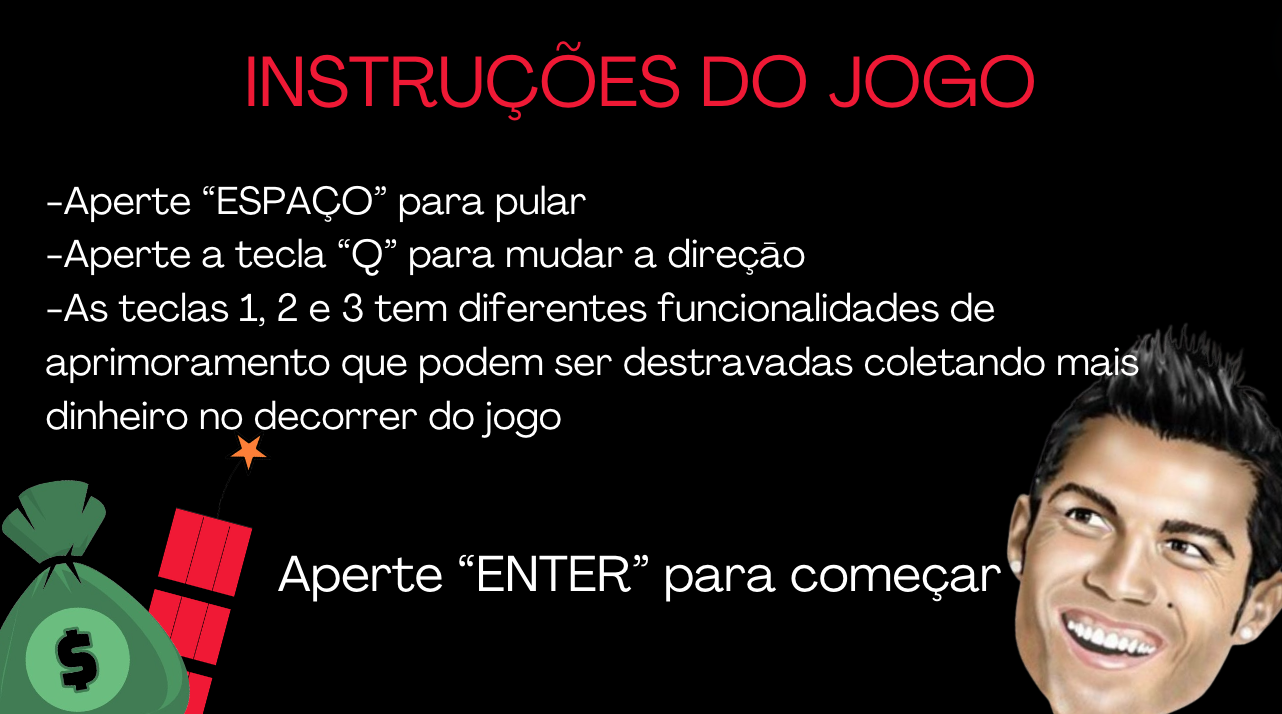 INSTRUÇÕES DO JOGO
-Aperte “ESPAÇO” para pular
-Aperte a tecla “Q” para mudar a direção
-As teclas 1, 2 e 3 tem diferentes funcionalidades de
aprimoramento que podem ser destravadas coletando mais
dinheiro no decorrer do jogo
Aperte “ENTER” para começar
$